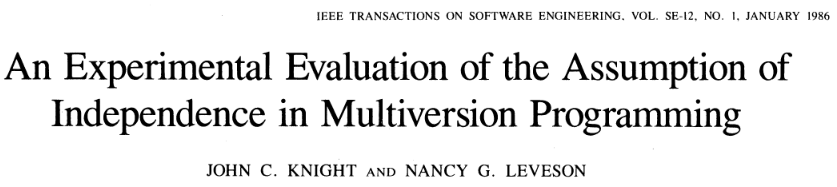 IEEE TRANSACTIONS ON SOFTWARE ENGINEERING, VOL. SE-12, NO. 1, JANUARY 1986
An Experimental Evaluation of the Assumption of
Independence in Multiversion Programming
JOHN C. KNIGHT AND NANCY G. LEVESON